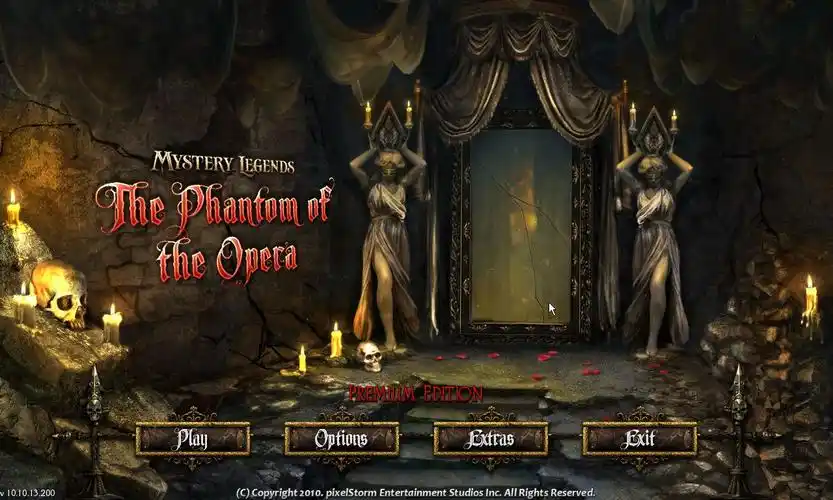 Mystery Legends
The Phantom of
the Opera
Premium Edition
Play
Options
Extras
Exit
v 10.10.13.200
(C) Copyright 2010. pixelStorm Entertainment Studios Inc. All Rights Reserved.